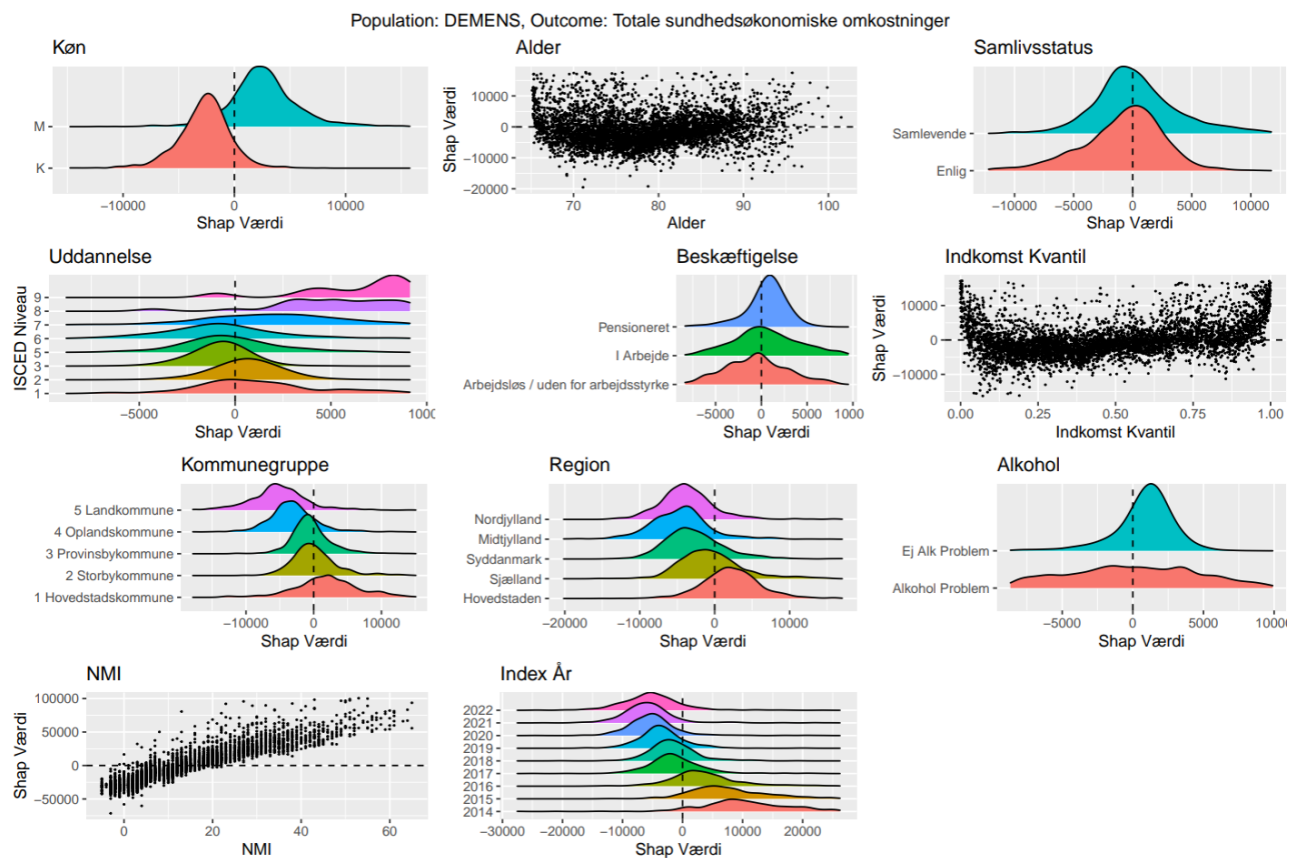 Population: DEMENS, Outcome: Totale sundhedsøkonomiske omkostninger
Køn
M
K
−10000 0 10000
Shap Værdi
Alder
Shap Værdi
10000
0
−10000
−20000
70 80 90 100
Alder
Samlivsstatus
Samlevende
Enlig
−10000 −5000 0 5000 10000
Shap Værdi
Uddannelse
ISCED Niveau
9
8
7
6
5
3
2
1
−5000 0 5000 1000
Shap Værdi
Beskæftigelse
Pensioneret
I Arbejde
Arbejdsløs / uden for arbejdsstyrke
−5000 0 5000 1000
Shap Værdi
Indkomst Kvantil
Shap Værdi
10000
0
−10000
0.00 0.25 0.50 0.75 1.00
Indkomst Kvantil
Kommunegruppe
5 Landkommune
4 Oplandskommune
3 Provinsbykommune
2 Storbykommune
1 Hovedstadskommune
−10000 0 10000
Shap Værdi
Region
Nordjylland
Midtjylland
Syddanmark
Sjælland
Hovedstaden
−20000 −10000 0 10000
Shap Værdi
Alkohol
Ej Alk Problem
Alkohol Problem
−5000 0 5000 10000
Shap Værdi
NMI
Shap Værdi
100000
50000
0
−50000
0 20 40 60
NMI
Index År
2022
2021
2020
2019
2018
2017
2016
2015
2014
−30000 −20000 −10000 0 10000 20000
Shap Værdi